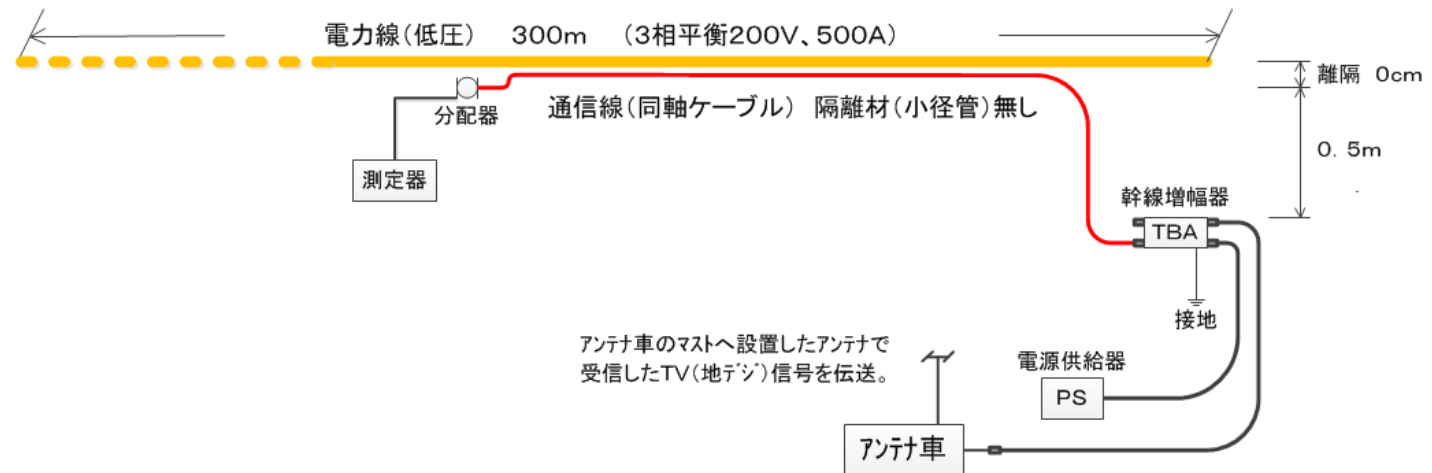 電力線(低圧) 300m (3相平衡200V、500A)
離隔 0cm
分配器
通信線(同軸ケーブル) 隔離材(小径管)無し
0.5m
測定器
幹線増幅器
TBA
接地
アンテナ車のマストへ設置したアンテナで
受信したTV(地デジ)信号を伝送。
電源供給器
PS
アンテナ車